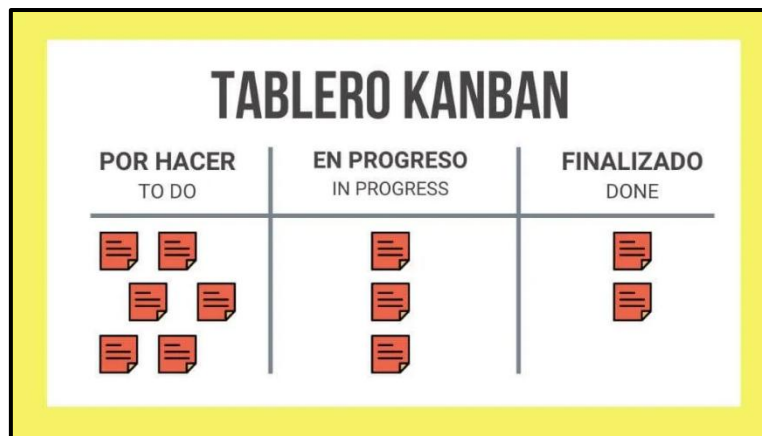 TABLERO KANBAN
POR HACER
TO DO
EN PROGRESO
IN PROGRESS
FINALIZADO
DONE